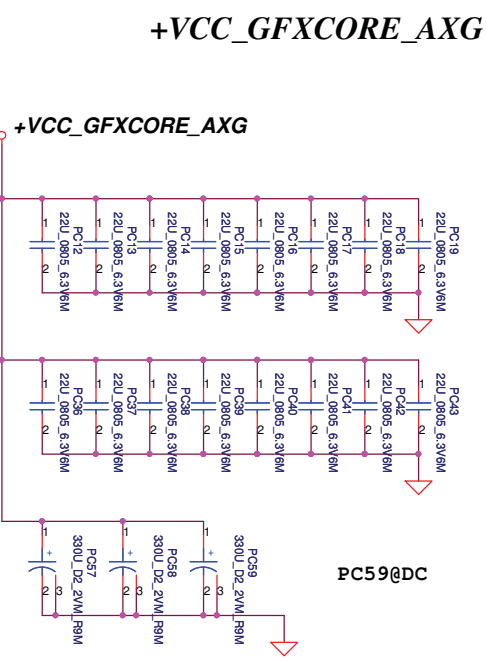 +VCC_GFXCORE_AXG
+VCC_GFXCORE_AXG
1 1 1 1 1 1 1 1
PC12 PC13 PC14 PC15 PC16 PC17 PC18 PC19
22U_0805_6.3V6M 22U_0805_6.3V6M 22U_0805_6.3V6M 22U_0805_6.3V6M 22U_0805_6.3V6M 22U_0805_6.3V6M 22U_0805_6.3V6M 22U_0805_6.3V6M
2 2 2 2 2 2 2 2
1 1 1 1 1 1 1 1
PC36 PC37 PC38 PC39 PC40 PC41 PC42 PC43
22U_0805_6.3V6M 22U_0805_6.3V6M 22U_0805_6.3V6M 22U_0805_6.3V6M 22U_0805_6.3V6M 22U_0805_6.3V6M 22U_0805_6.3V6M 22U_0805_6.3V6M
2 2 2 2 2 2 2 2
1 1 1
+ + +
PC57 PC58 PC59
330U_D2_2VM_R9M 330U_D2_2VM_R9M 330U_D2_2VM_R9M
2 3 2 3 2 3
PC59@DC